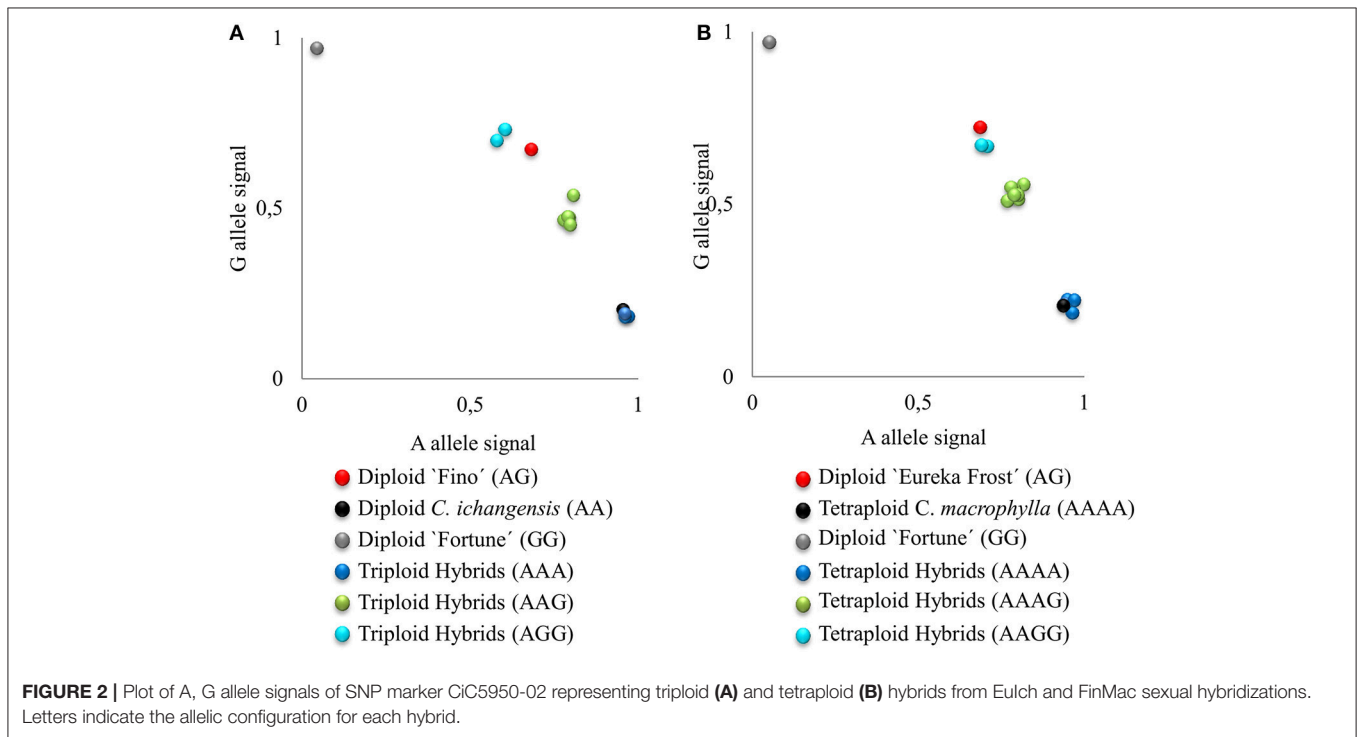 A
1
G allele signal
0,5
0
0
0,5
1
A allele signal
Diploid `Fino´ (AG)
Diploid C. ichangensis (AA)
Diploid `Fortune´ (GG)
Triploid Hybrids (AAA)
Triploid Hybrids (AAG)
Triploid Hybrids (AGG)
B
1
G allele signal
0,5
0
0
0,5
1
A allele signal
Diploid `Eureka Frost´ (AG)
Tetraploid C. macrophylla (AAAA)
Diploid `Fortune´ (GG)
Tetraploid Hybrids (AAAA)
Tetraploid Hybrids (AAAG)
Tetraploid Hybrids (AAGG)
FIGURE 2 | Plot of A, G allele signals of SNP marker CiC5950-02 representing triploid (A) and tetraploid (B) hybrids from EuIch and FinMac sexual hybridizations.
Letters indicate the allelic configuration for each hybrid.